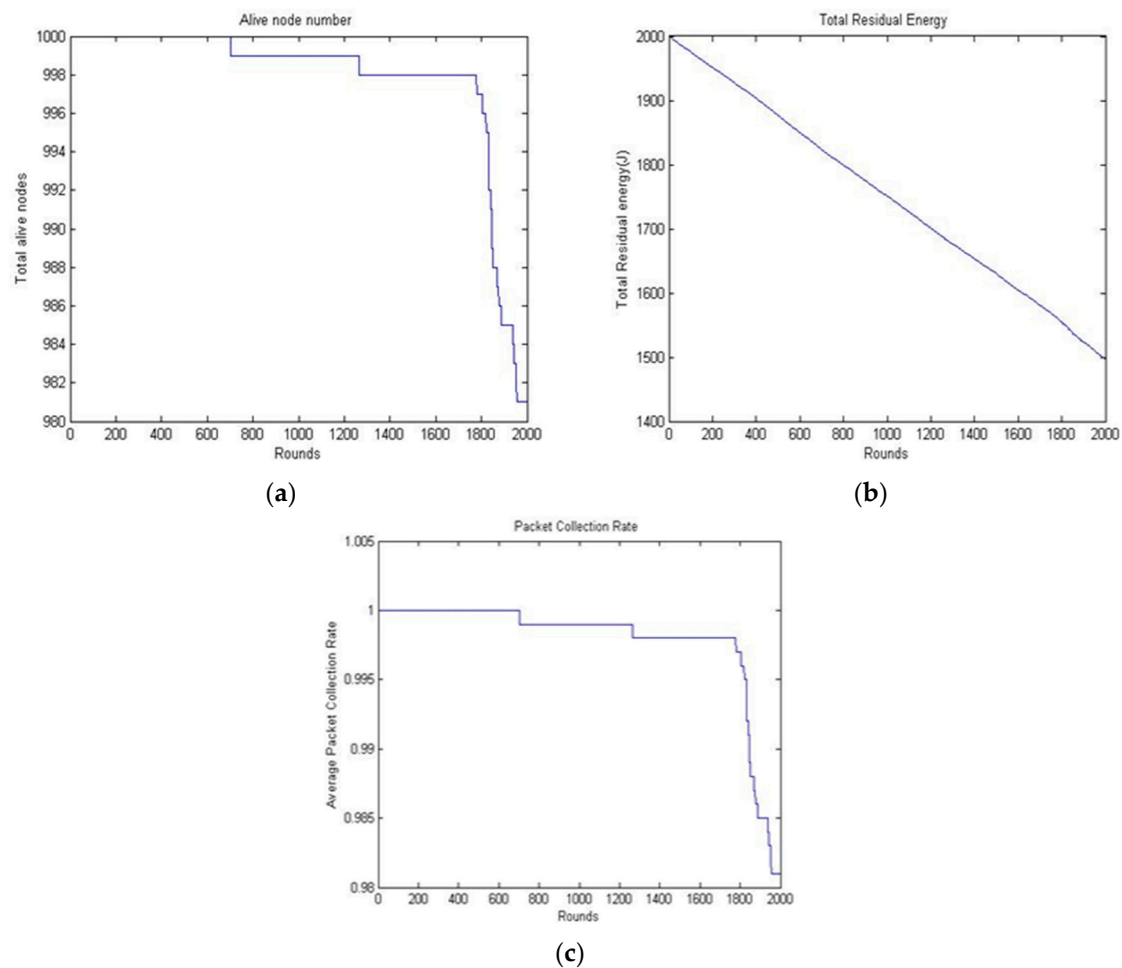 Alive node number
1000
998
996
994
992
990
988
986
984
982
980
Total alive nodes
0 200 400 600 800 1000 1200 1400 1600 1800 2000
Rounds
(a)
Total Residual Energy
2000
1900
1800
1700
1600
1500
1400
Total Residual energy(J)
0 200 400 600 800 1000 1200 1400 1600 1800 2000
Rounds
(b)
Packet Collection Rate
1.005
1
0.995
0.99
0.985
0.98
Average Packet Collection Rate
0 200 400 600 800 1000 1200 1400 1600 1800 2000
Rounds
(c)